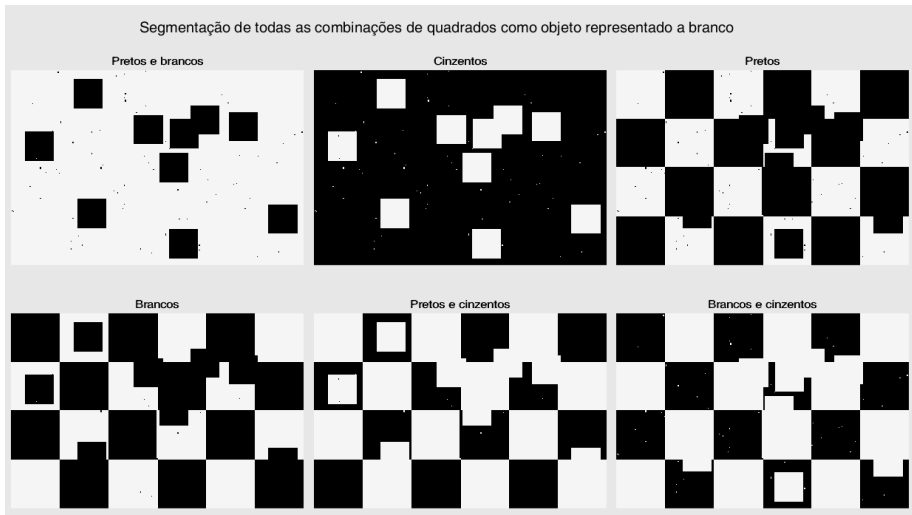 Segmentação de todas as combinações de quadrados como objeto representado a branco
Pretos e brancos
Cinzentos
Pretos
Brancos
Pretos e cinzentos
Brancos e cinzentos